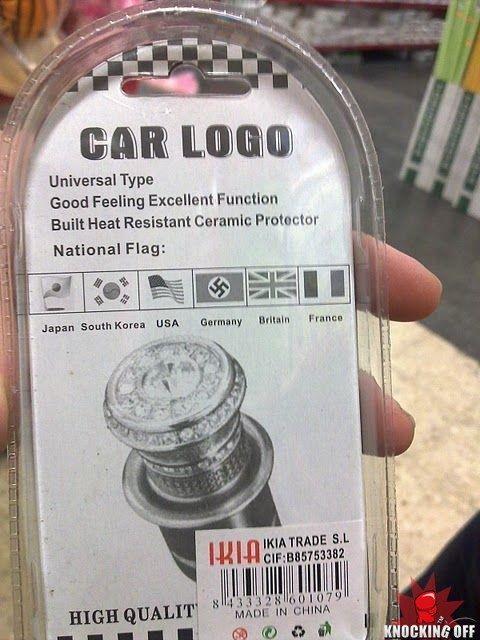 CAR LOGO
Universal Type
Good Feeling Excellent Function
Built Heat Resistant Ceramic Protector
National Flag:
Japan South Korea USA Germany Britain France
IKIA IKIA TRADE S.L
CIF:B85753382
8 433328 601079
MADE IN CHINA
HIGH QUALIT
KNOCKING OFF